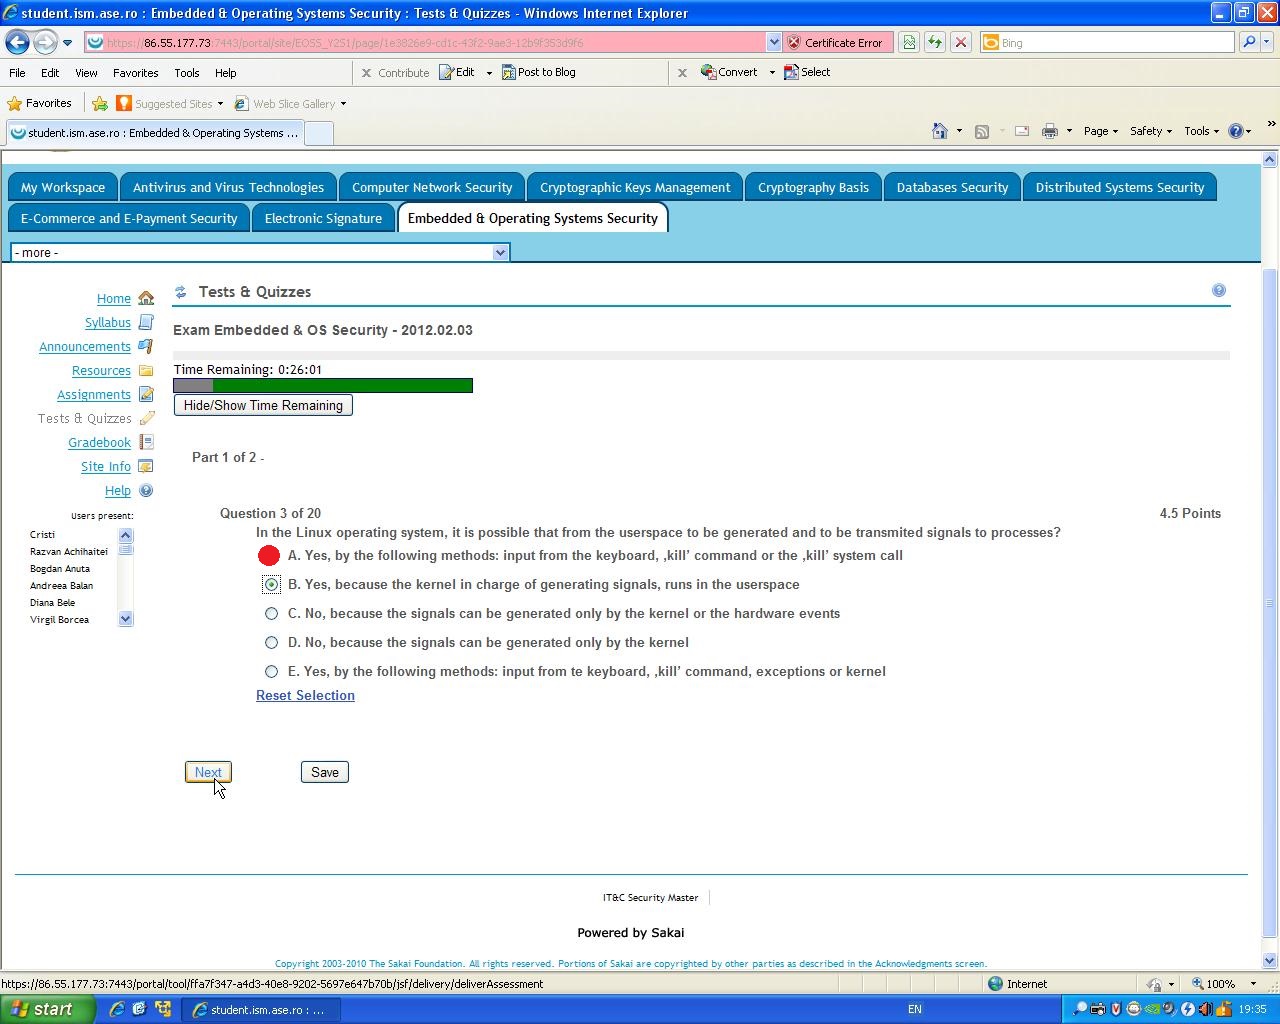 student.ism.ase.ro : Embedded & Operating Systems Security : Tests & Quizzes - Windows Internet Explorer
https://86.55.177.73:7443/portal/site/EOSS_Y2S1/page/1e3826e9-cd1c-43f2-9ae3-12b9f353d9f6
Certificate Error
Bing
File Edit View Favorites Tools Help
x Contribute Edit Post to Blog
x Convert Select
Favorites Suggested Sites Web Slice Gallery
student.ism.ase.ro : Embedded & Operating Systems ...
Page Safety Tools
My Workspace Antivirus and Virus Technologies Computer Network Security Cryptographic Keys Management Cryptography Basis Databases Security Distributed Systems Security
E-Commerce and E-Payment Security Electronic Signature Embedded & Operating Systems Security
- more -
Home
Syllabus
Announcements
Resources
Assignments
Tests & Quizzes
Gradebook
Site Info
Help
Users present:
Cristi
Razvan Achihaitei
Bogdan Anuta
Andreea Balan
Diana Bele
Virgil Borcea
Tests & Quizzes
Exam Embedded & OS Security - 2012.02.03
Time Remaining: 0:26:01
Hide/Show Time Remaining
Part 1 of 2 -
Question 3 of 20
4.5 Points
In the Linux operating system, it is possible that from the userspace to be generated and to be transmited signals to processes?
A. Yes, by the following methods: input from the keyboard, ‚kill’ command or the ‚kill’ system call
B. Yes, because the kernel in charge of generating signals, runs in the userspace
C. No, because the signals can be generated only by the kernel or the hardware events
D. No, because the signals can be generated only by the kernel
E. Yes, by the following methods: input from te keyboard, ‚kill’ command, exceptions or kernel
Reset Selection
Next
Save
IT&C Security Master
Powered by Sakai
Copyright 2003-2010 The Sakai Foundation. All rights reserved. Portions of Sakai are copyrighted by other parties as described in the Acknowledgments screen.
https://86.55.177.73:7443/portal/tool/ffa7f347-a4d3-40e8-9202-5697e647b70b/jsf/delivery/deliverAssessment
Internet
100%
start
student.ism.ase.ro : ...
EN
19:35